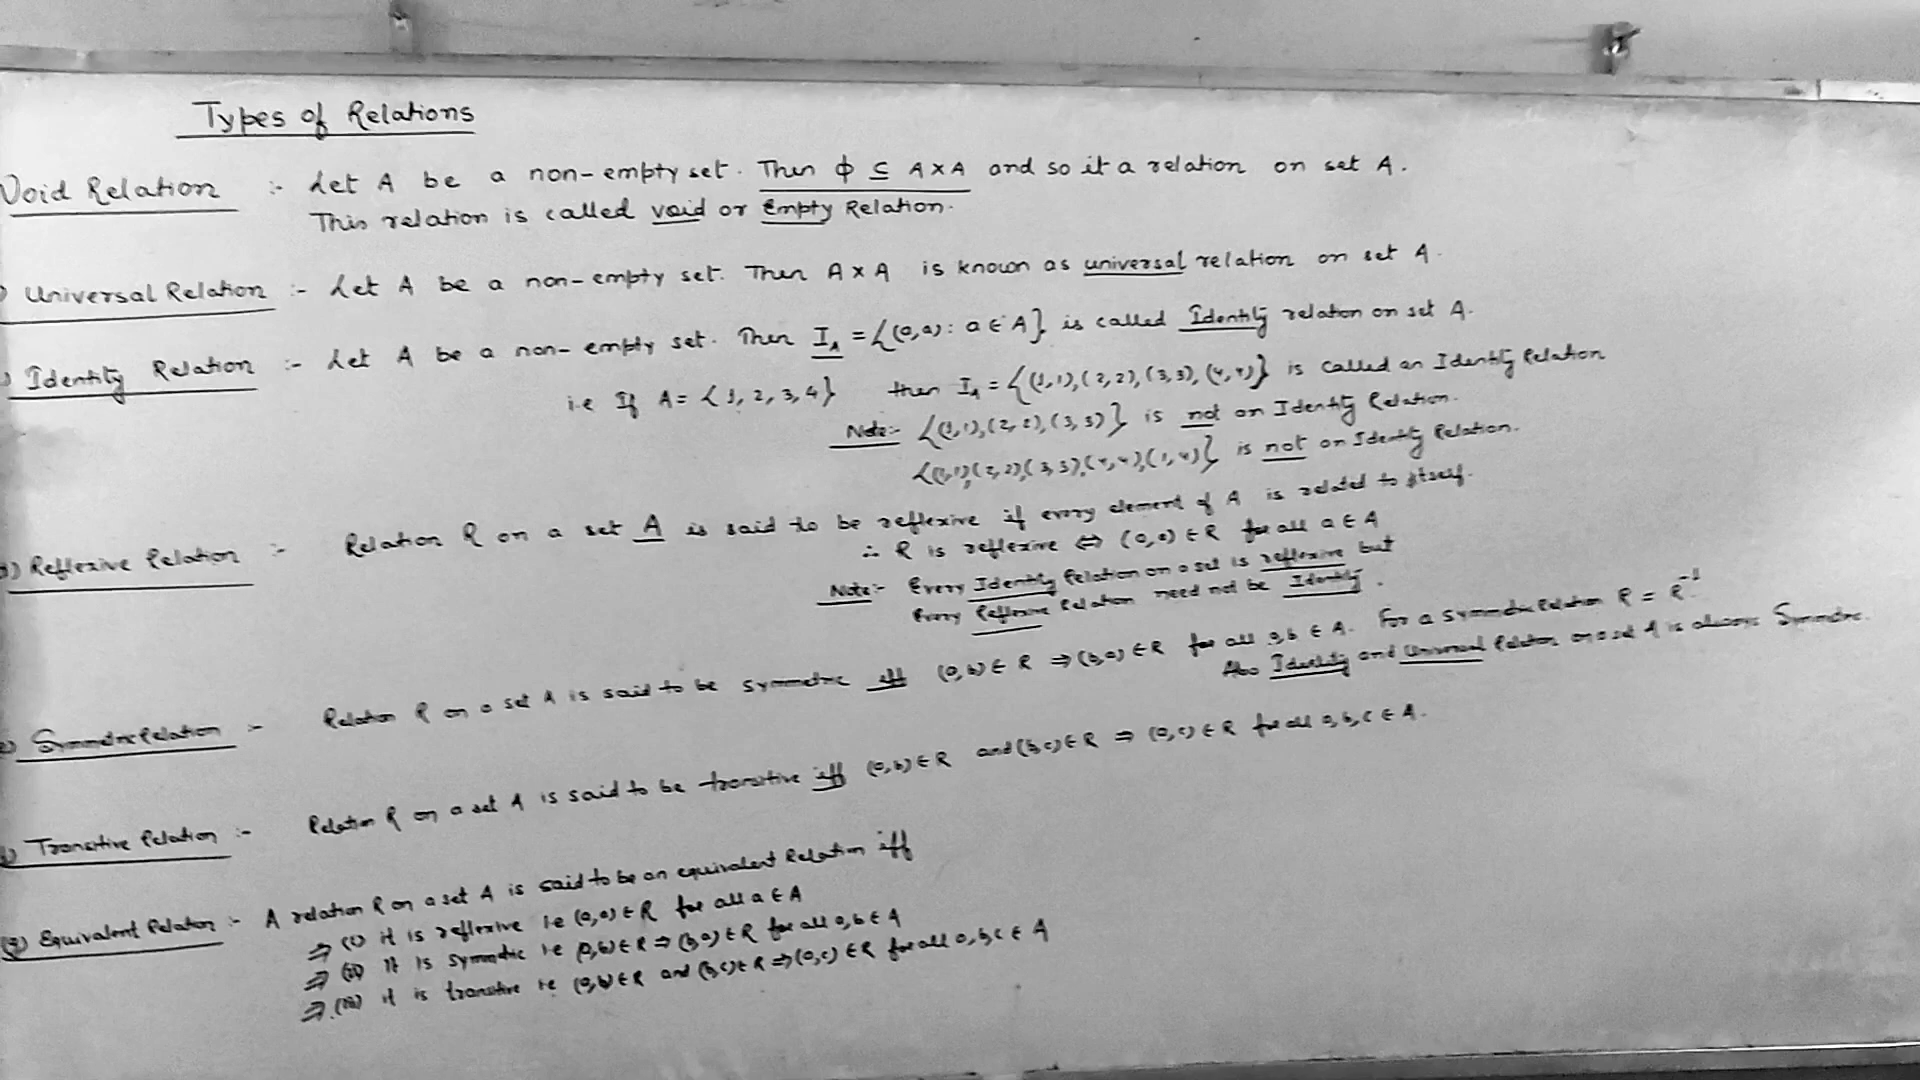 Types of Relations
Void Relation :- Let A be a non-empty set. Then ϕ ⊆ A×A and so it a relation on set A.
This relation is called void or Empty Relation.
Universal Relation :- Let A be a non-empty set. Then A×A is known as universal relation on set A.
Identity Relation :- Let A be a non-empty set. Then I_A = {(a,a): a ∈ A} is called Identity relation on set A.
i.e If A = {1,2,3,4} then I_A = {(1,1),(2,2),(3,3),(4,4)} is called an Identity Relation
Note:- {(1,1),(2,2),(3,3)} is not an Identity Relation.
{(1,1)(2,2)(3,3),(4,4),(1,4)} is not an Identity Relation.
d) Reflexive Relation :- Relation R on a set A is said to be reflexive if every element of A is related to itself.
∴ R is reflexive ⇔ (a,a) ∈ R for all a ∈ A
Note:- Every Identity Relation on a set is reflexive but
Every Reflexive Relation need not be Identity.
e) Symmetric Relation :- Relation R on a set A is said to be symmetric iff (a,b) ∈ R ⇒ (b,a) ∈ R for all a,b ∈ A. For a symmetric Relation R = R⁻¹
Also Identity and Universal Relation on a set A is always Symmetric.
f) Transitive Relation :- Relation R on a set A is said to be transitive iff (a,b) ∈ R and (b,c) ∈ R ⇒ (a,c) ∈ R for all a,b,c ∈ A.
(g) Equivalent Relation :- A relation R on a set A is said to be an equivalent Relation iff
⇒ (i) it is reflexive i.e (a,a) ∈ R for all a ∈ A
⇒ (ii) It is symmetric i.e (a,b) ∈ R ⇒ (b,a) ∈ R for all a,b ∈ A
⇒ (iii) it is transitive i.e (a,b) ∈ R and (b,c) ∈ R ⇒ (a,c) ∈ R for all a,b,c ∈ A